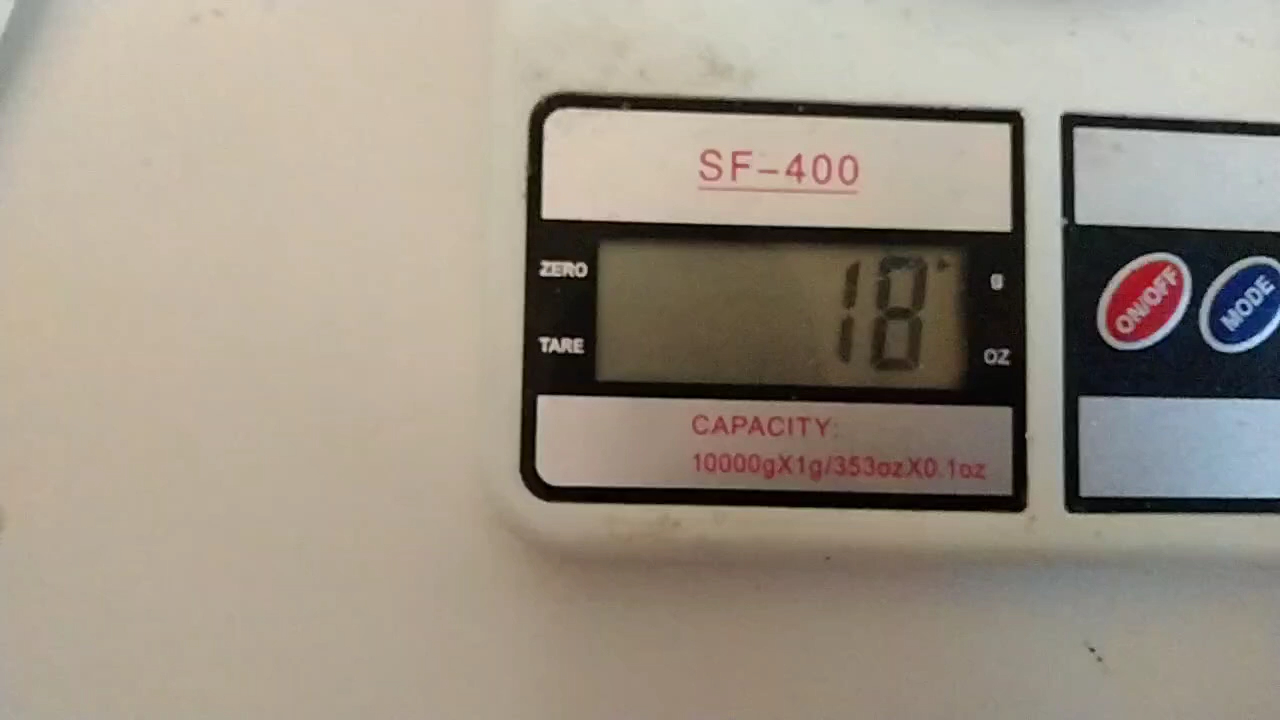 SF-400
ZERO
18
g
TARE
OZ
ON/OFF
MODE
CAPACITY:
10000gX1g/353ozX0.1oz